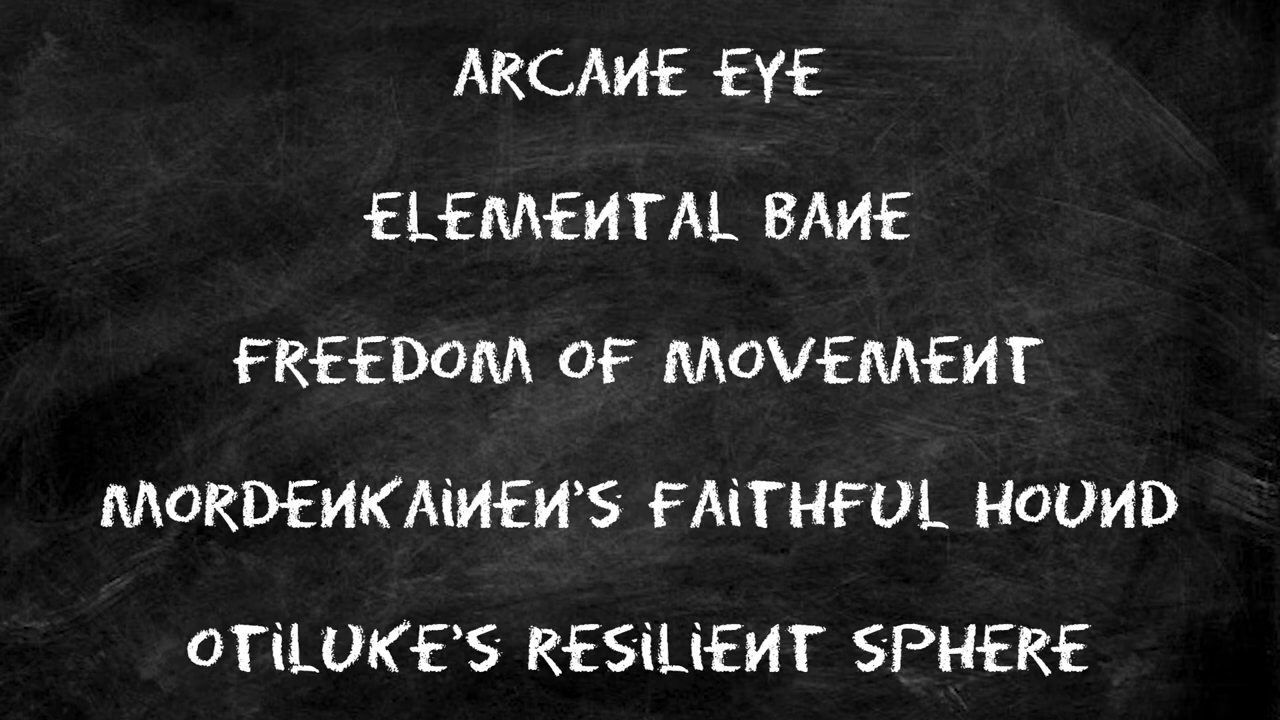 ARCANE EYE
ELEMENTAL BANE
FREEDOM OF MOVEMENT
MORDENKAiNEN'S FAiTHFUL HOUND
OTiLUKE'S RESiLiENT SPHERE